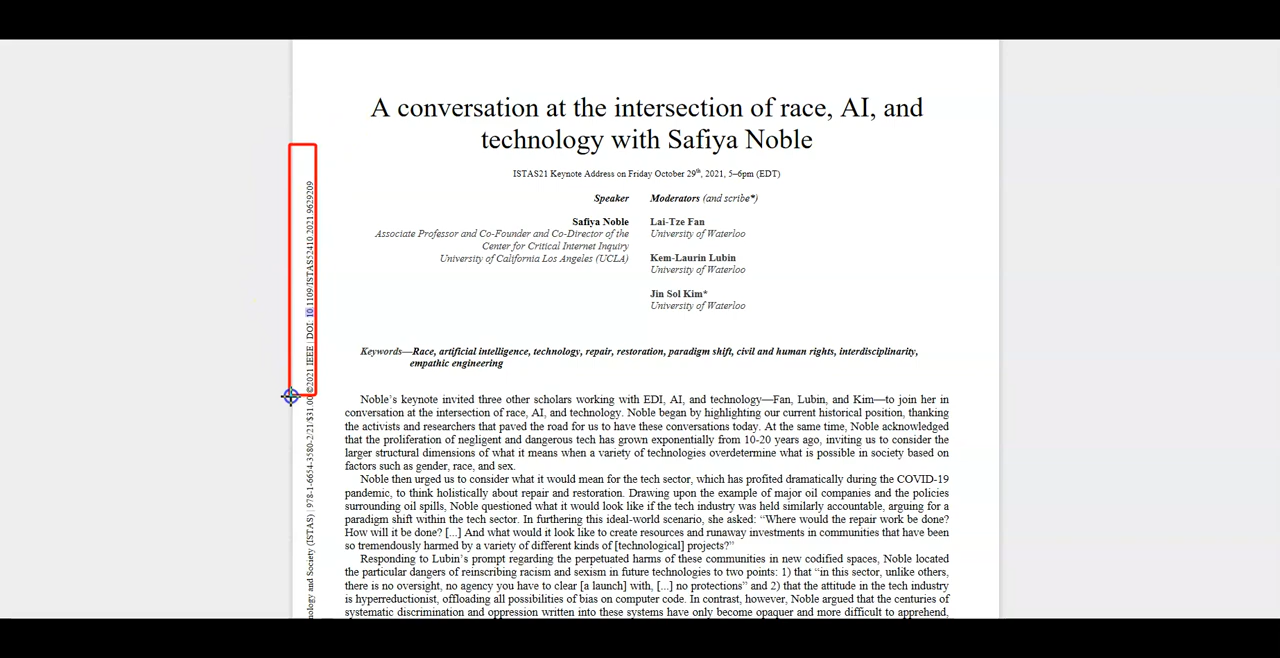 A conversation at the intersection of race, AI, and
technology with Safiya Noble
ISTAS21 Keynote Address on Friday October 29th, 2021, 5–6pm (EDT)
Speaker
Safiya Noble
Associate Professor and Co-Founder and Co-Director of the
Center for Critical Internet Inquiry
University of California Los Angeles (UCLA)
Moderators (and scribe*)
Lai-Tze Fan
University of Waterloo
Kem-Laurin Lubin
University of Waterloo
Jin Sol Kim*
University of Waterloo
Keywords—Race, artificial intelligence, technology, repair, restoration, paradigm shift, civil and human rights, interdisciplinarity,
empathic engineering
Noble's keynote invited three other scholars working with EDI, AI, and technology—Fan, Lubin, and Kim—to join her in
conversation at the intersection of race, AI, and technology. Noble began by highlighting our current historical position, thanking
the activists and researchers that paved the road for us to have these conversations today. At the same time, Noble acknowledged
that the proliferation of negligent and dangerous tech has grown exponentially from 10-20 years ago, inviting us to consider the
larger structural dimensions of what it means when a variety of technologies overdetermine what is possible in society based on
factors such as gender, race, and sex.
Noble then urged us to consider what it would mean for the tech sector, which has profited dramatically during the COVID-19
pandemic, to think holistically about repair and restoration. Drawing upon the example of major oil companies and the policies
surrounding oil spills, Noble questioned what it would look like if the tech industry was held similarly accountable, arguing for a
paradigm shift within the tech sector. In furthering this ideal-world scenario, she asked: “Where would the repair work be done?
How will it be done? [...] And what would it look like to create resources and runaway investments in communities that have been
so tremendously harmed by a variety of different kinds of [technological] projects?”
Responding to Lubin's prompt regarding the perpetuated harms of these communities in new codified spaces, Noble located
the particular dangers of reinscribing racism and sexism in future technologies to two points: 1) that “in this sector, unlike others,
there is no oversight, no agency you have to clear [a launch] with, [...] no protections” and 2) that the attitude in the tech industry
is hyperreductionist, offloading all possibilities of bias on computer code. In contrast, however, Noble argued that the centuries of
systematic discrimination and oppression written into these systems have only become opaquer and more difficult to apprehend,
nology and Society (ISTAS) | 978-1-6654-3580-2/21/$31.00 ©2021 IEEE | DOI: 10.1109/ISTAS52410.2021.9629209